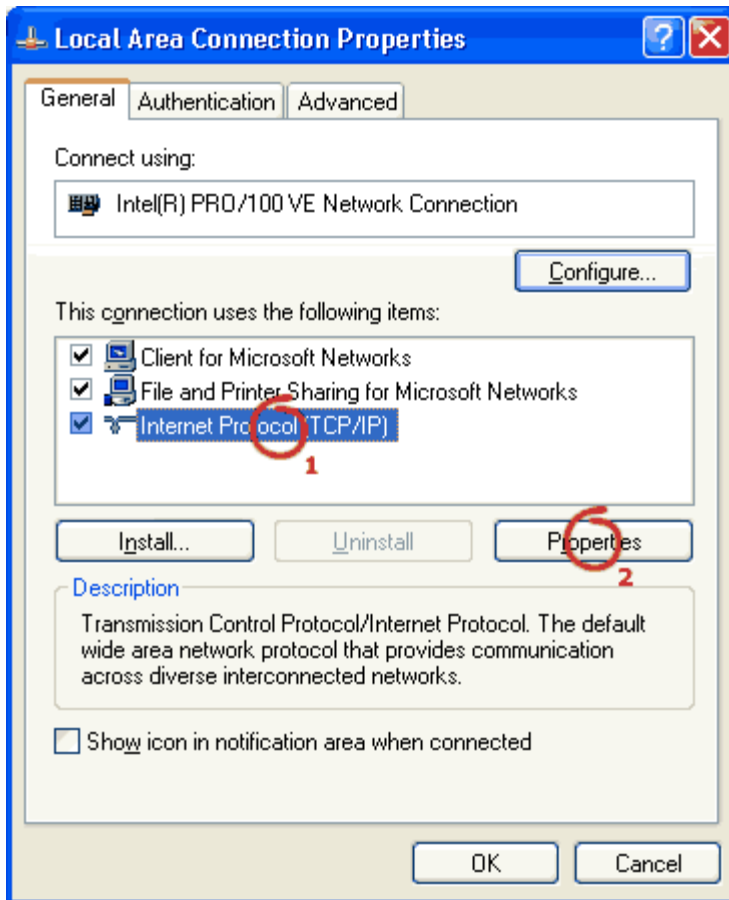 Local Area Connection Properties
General Authentication Advanced
Connect using:
Intel(R) PRO/100 VE Network Connection
Configure...
This connection uses the following items:
Client for Microsoft Networks
File and Printer Sharing for Microsoft Networks
Internet Protocol (TCP/IP)
1
Install... Uninstall Properties
2
Description
Transmission Control Protocol/Internet Protocol. The default
wide area network protocol that provides communication
across diverse interconnected networks.
Show icon in notification area when connected
OK Cancel